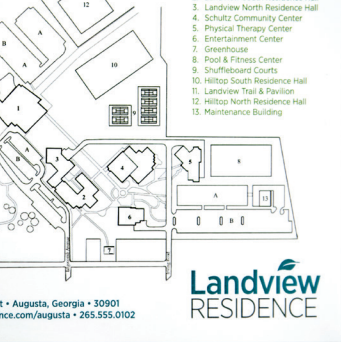 3. Landview North Residence Hall
4. Schultz Community Center
5. Physical Therapy Center
6. Entertainment Center
7. Greenhouse
8. Pool & Fitness Center
9. Shuffleboard Courts
10. Hilltop South Residence Hall
11. Landview Trail & Pavilion
12. Hilltop North Residence Hall
13. Maintenance Building
12
A
B
A
10
1
9
B
A
3
4
5
8
2
A
13
6
B
7
Landview
RESIDENCE
t • Augusta, Georgia • 30901
nce.com/augusta • 265.555.0102